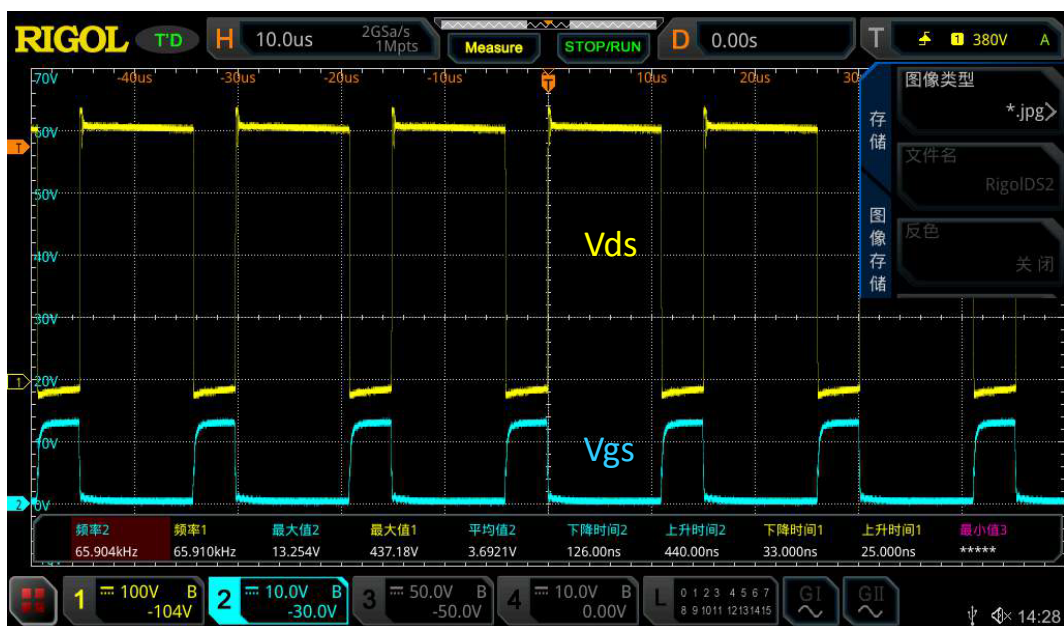 RIGOL T'D H 10.0us 2GSa/s 1Mpts Measure STOP/RUN D 0.00s T 1 380V A
70V -40us -30us -20us -10us T 10us 20us 30
图像类型
*.jpg
存储
文件名
RigolDS2
图像存储
反色
关闭
T
60V
50V
Vds
40V
30V
1 20V
10V
Vgs
2 0V
频率2 频率1 最大值2 最大值1 平均值2 下降时间2 上升时间2 下降时间1 上升时间1 最小值3
65.904kHz 65.910kHz 13.254V 437.18V 3.6921V 126.00ns 440.00ns 33.000ns 25.000ns *****
1 100V B 2 10.0V B 3 50.0V B 4 10.0V B L 0 1 2 3 4 5 6 7 GI GII
-104V -30.0V -50.0V 0.00V 8 9 1011 12131415
14:28